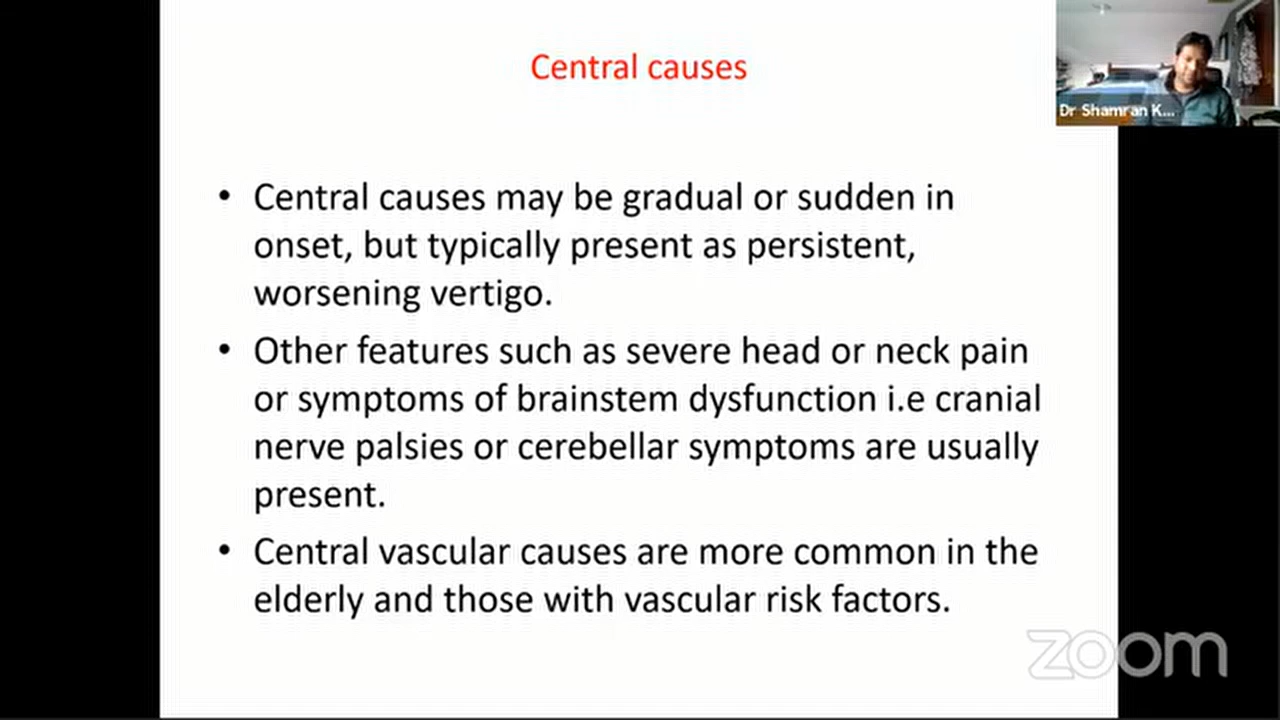 Central causes
Dr Shamran K...
• Central causes may be gradual or sudden in
onset, but typically present as persistent,
worsening vertigo.
• Other features such as severe head or neck pain
or symptoms of brainstem dysfunction i.e cranial
nerve palsies or cerebellar symptoms are usually
present.
• Central vascular causes are more common in the
elderly and those with vascular risk factors.
zoom